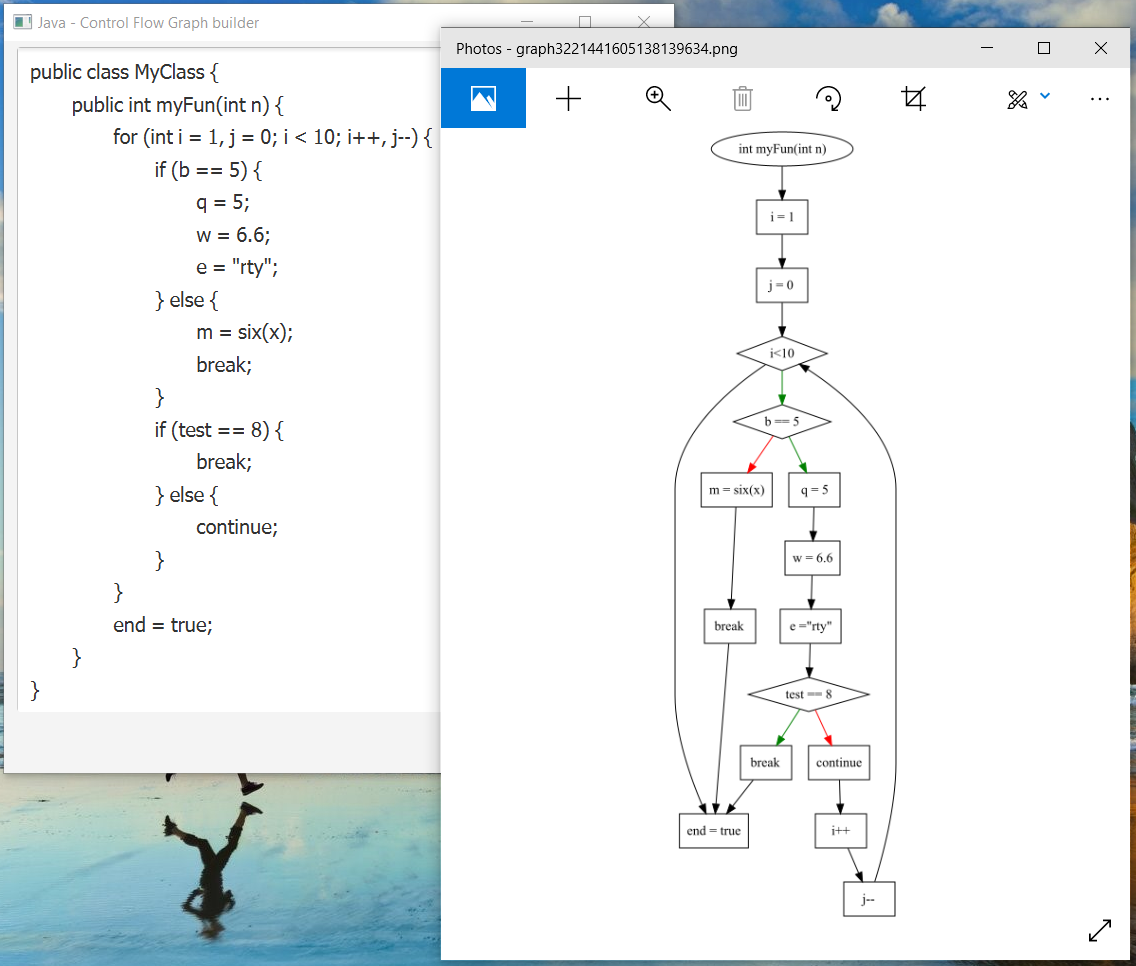 Java - Control Flow Graph builder
public class MyClass {
public int myFun(int n) {
for (int i = 1, j = 0; i < 10; i++, j--) {
if (b == 5) {
q = 5;
w = 6.6;
e = "rty";
} else {
m = six(x);
break;
}
if (test == 8) {
break;
} else {
continue;
}
}
end = true;
}
}
Photos - graph3221441605138139634.png
int myFun(int n)
i = 1
j = 0
i<10
b == 5
m = six(x)
q = 5
w = 6.6
break
e ="rty"
test == 8
break
continue
end = true
i++
j--